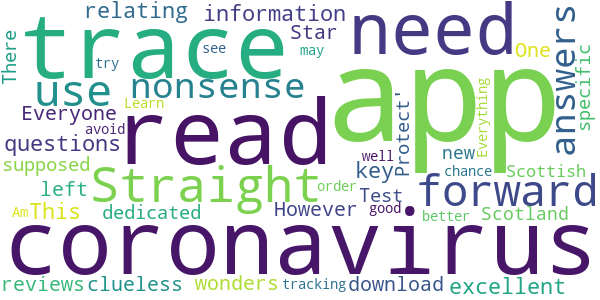 relating
information
There
trace
Star
see
may
try
need
answers
One
specific
app
use
nonsense
Learn
Everyone
avoid
read
questions
Protect'
Everything
well
new
chance
supposed
Straight
key
forward
Scottish
left
Test
order
Am
This
dedicated
However
good
better
Scotland
coronavirus
reviews
clueless
wonders
tracking
download
excellent